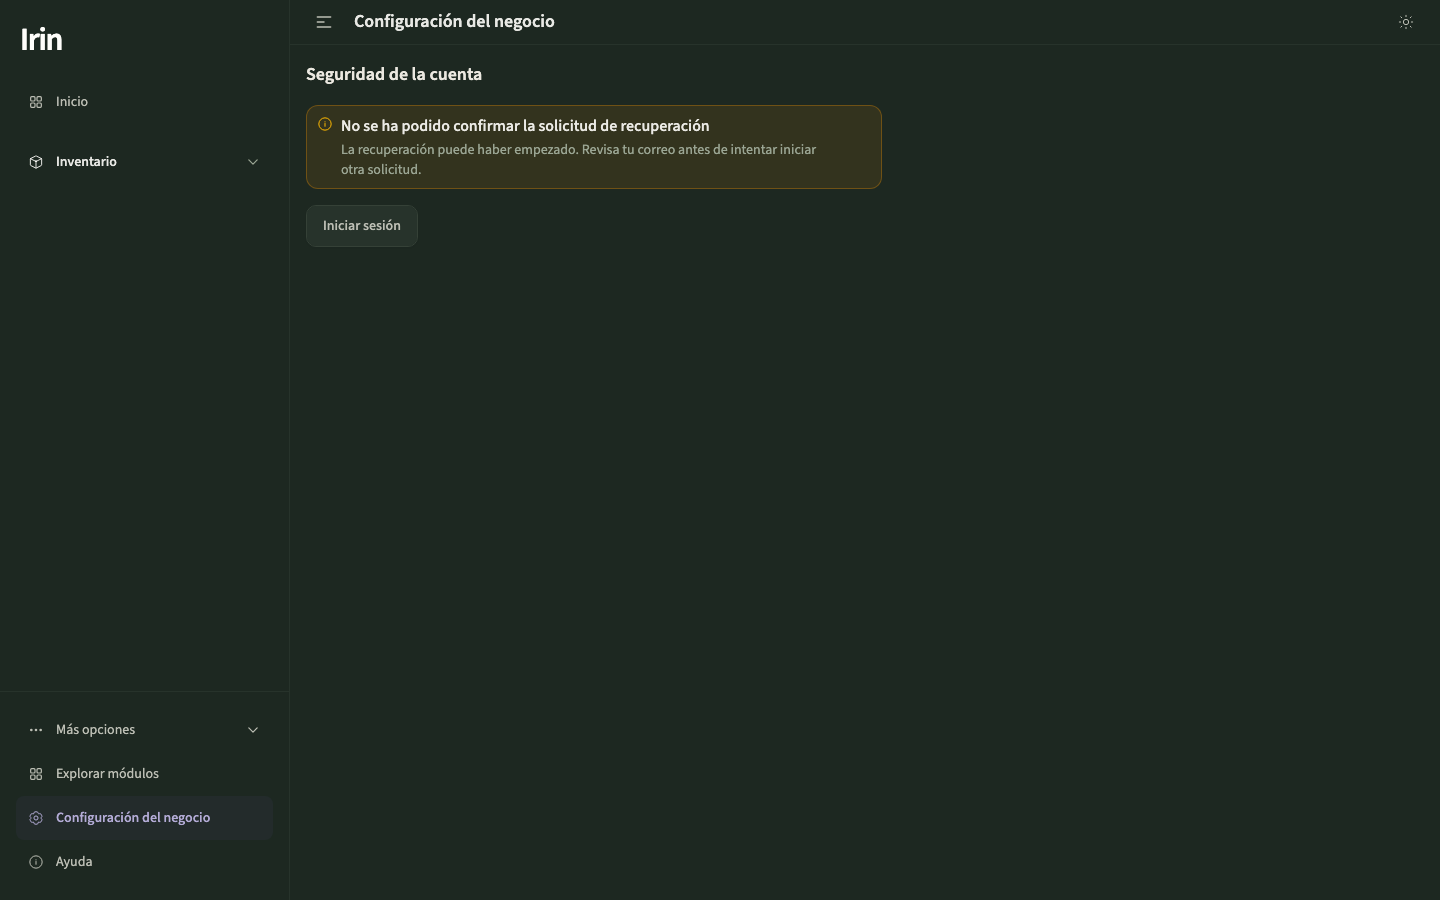 Irin
Inicio
Inventario
Más opciones
Explorar módulos
Configuración del negocio
Ayuda
Configuración del negocio
Seguridad de la cuenta
No se ha podido confirmar la solicitud de recuperación
La recuperación puede haber empezado. Revisa tu correo antes de intentar iniciar
otra solicitud.
Iniciar sesión